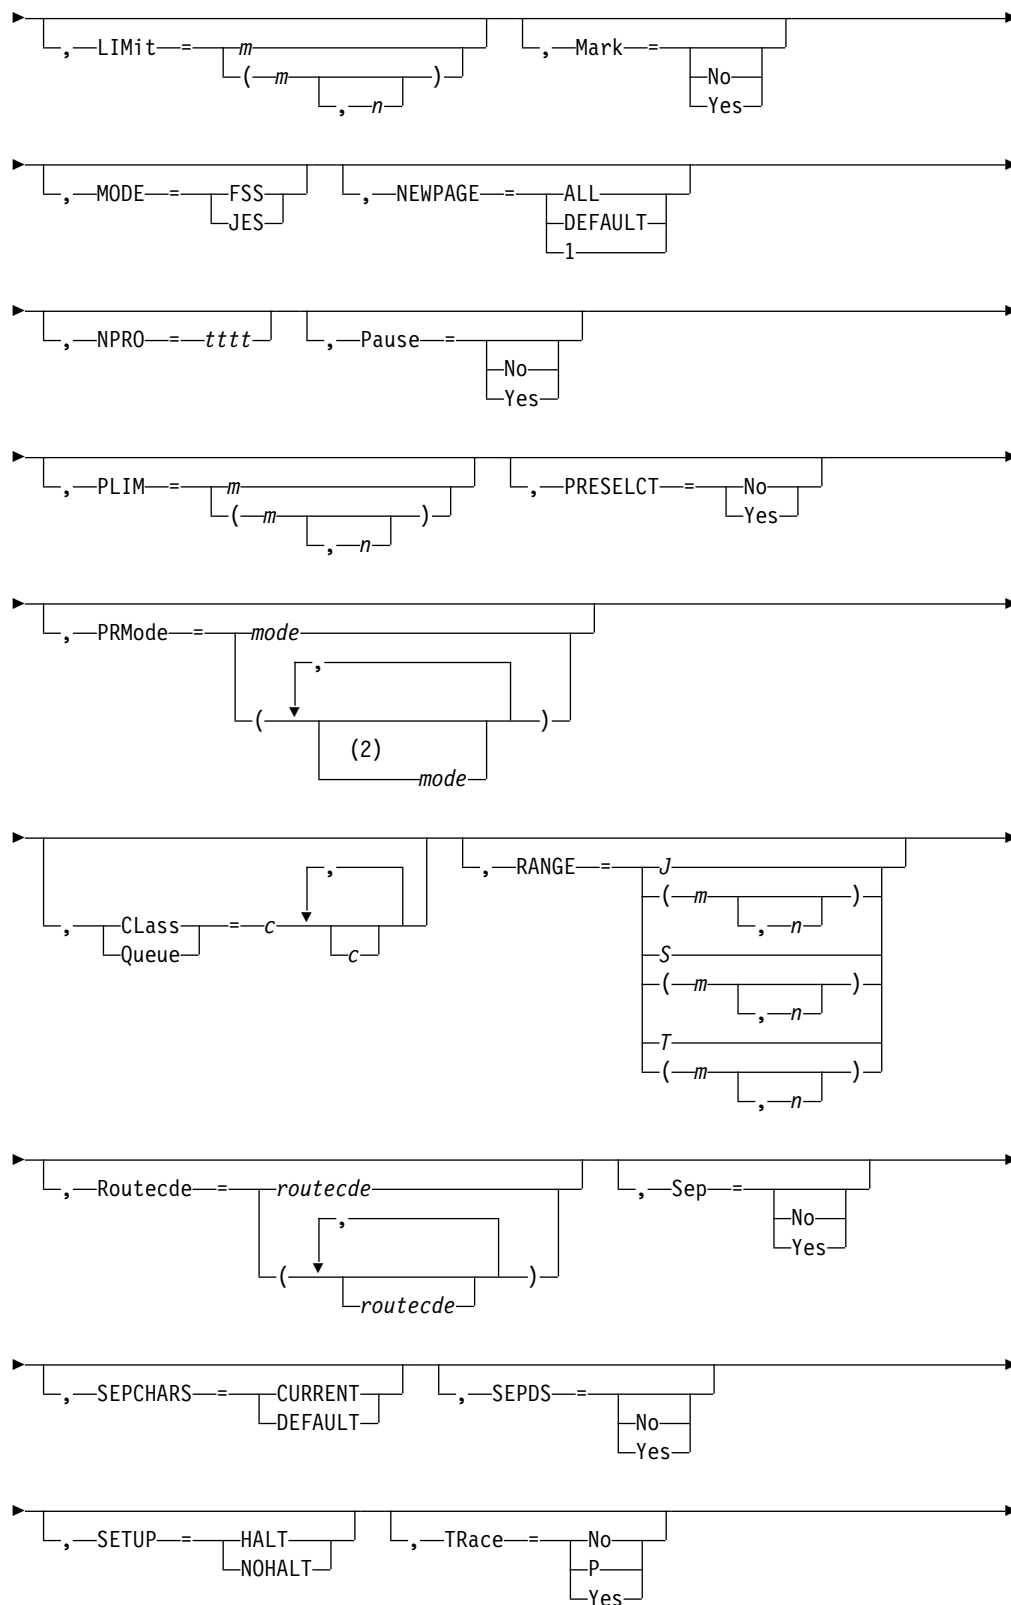 , LIMit = m , Mark =
( m ) No
, n Yes
, MODE = FSS , NEWPAGE = ALL
JES DEFAULT
1
, NPRO = tttt , Pause =
No
Yes
, PLIM = m , PRESELCT = No
( m ) Yes
, n
, PRMode = mode
,
( )
(2)
mode
, RANGE = J
, ( m )
, CLass = c , n
Queue c S
( m )
, n
T
( m )
, n
, Routecde = routecde , Sep =
, No
Yes
( )
routecde
, SEPCHARS = CURRENT , SEPDS =
DEFAULT No
Yes
, SETUP = HALT , TRace = No
NOHALT P
Yes